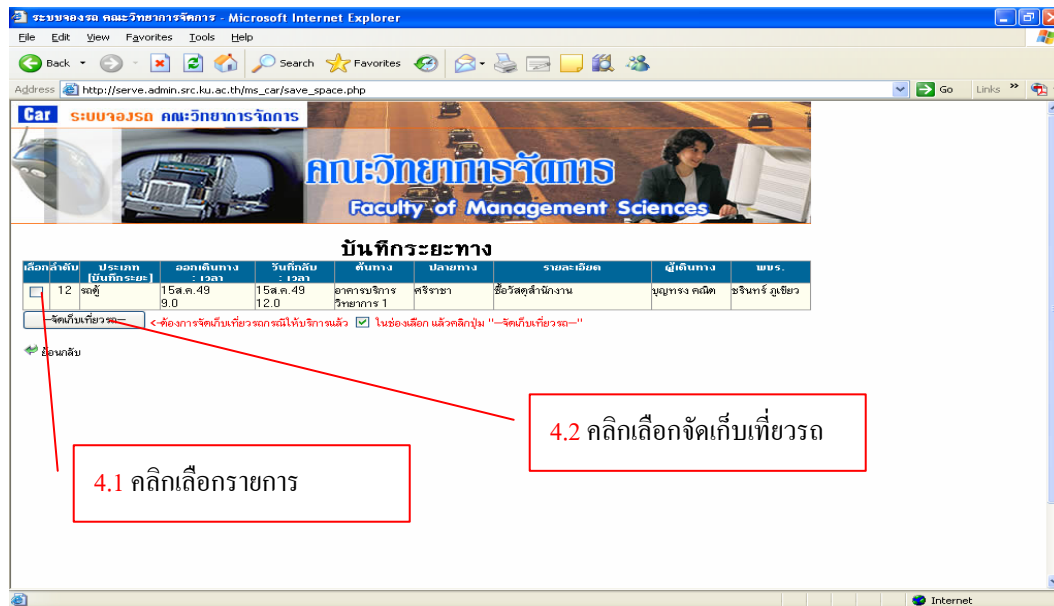 ระบบจองรถ คณะวิทยาการจัดการ - Microsoft Internet Explorer
File Edit View Favorites Tools Help
Back Search Favorites
Address http://serve.admin.src.ku.ac.th/ms_car/save_space.php Go Links »
Car ระบบจองรถ คณะวิทยาการจัดการ
คณะวิทยาการจัดการ
Faculty of Management Sciences
บันทึกระยะทาง
เลือก ลำดับ ประเภท ออกเดินทาง วันที่กลับ ต้นทาง ปลายทาง รายละเอียด ผู้เดินทาง พขร.
[บันทึกระยะ] : เวลา : เวลา
12 รถตู้ 15ส.ค.49 15ส.ค.49 อาคารบริการ ศรีราชา ซื้อวัสดุสำนักงาน บุญทรง คณิต ชรินทร์ ภูเขียว
9.0 12.0 วิทยาการ 1
--จัดเก็บเที่ยวรถ-- <-ต้องการจัดเก็บเที่ยวรถกรณีให้บริการแล้ว ในช่องเลือก แล้วคลิกปุ่ม "--จัดเก็บเที่ยวรถ--"
ย้อนกลับ
4.2 คลิกเลือกจัดเก็บเที่ยวรถ
4.1 คลิกเลือกรายการ
Internet